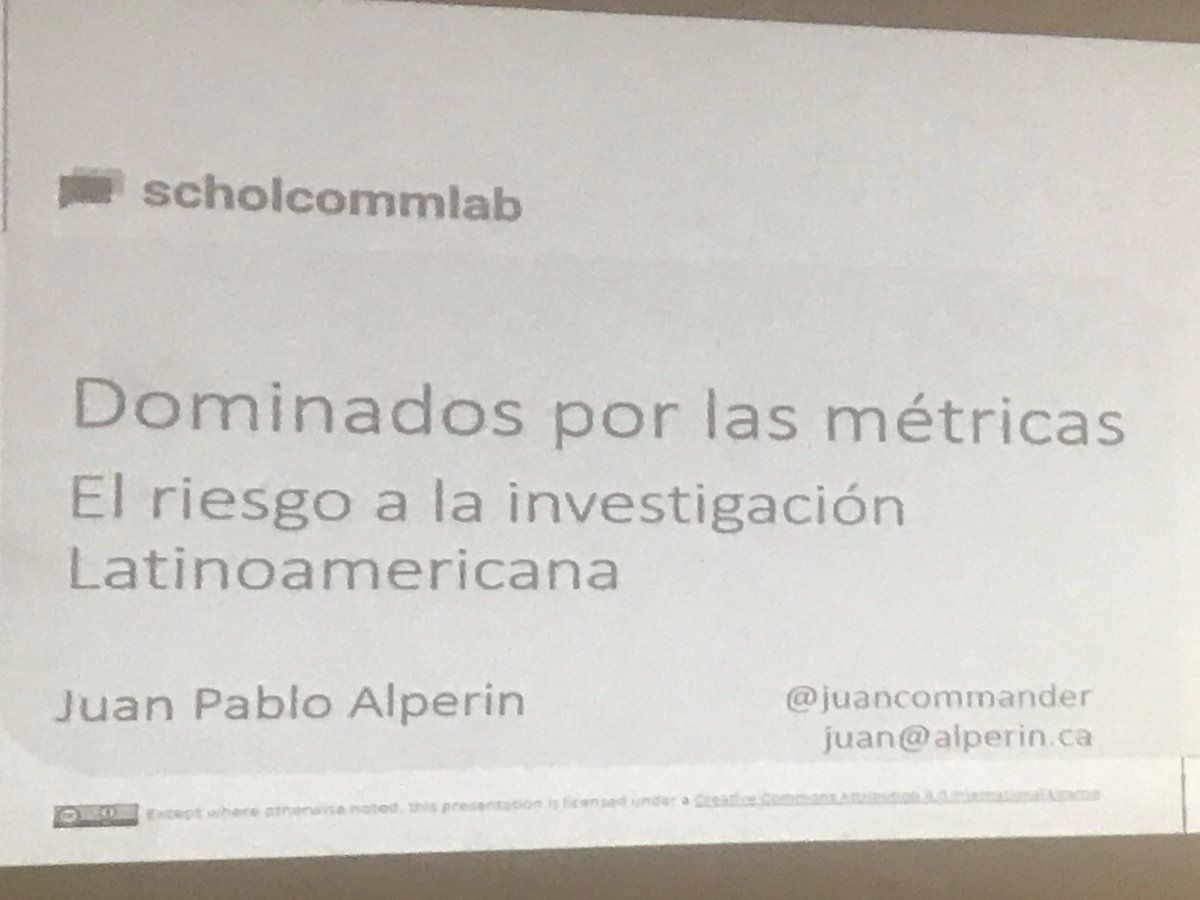 scholcommlab
Dominados por las métricas
El riesgo a la investigación
Latinoamericana
Juan Pablo Alperin
@juancommander
juan@alperin.ca
Except where otherwise noted, this presentation is licensed under a Creative Commons Attribution 4.0 International License